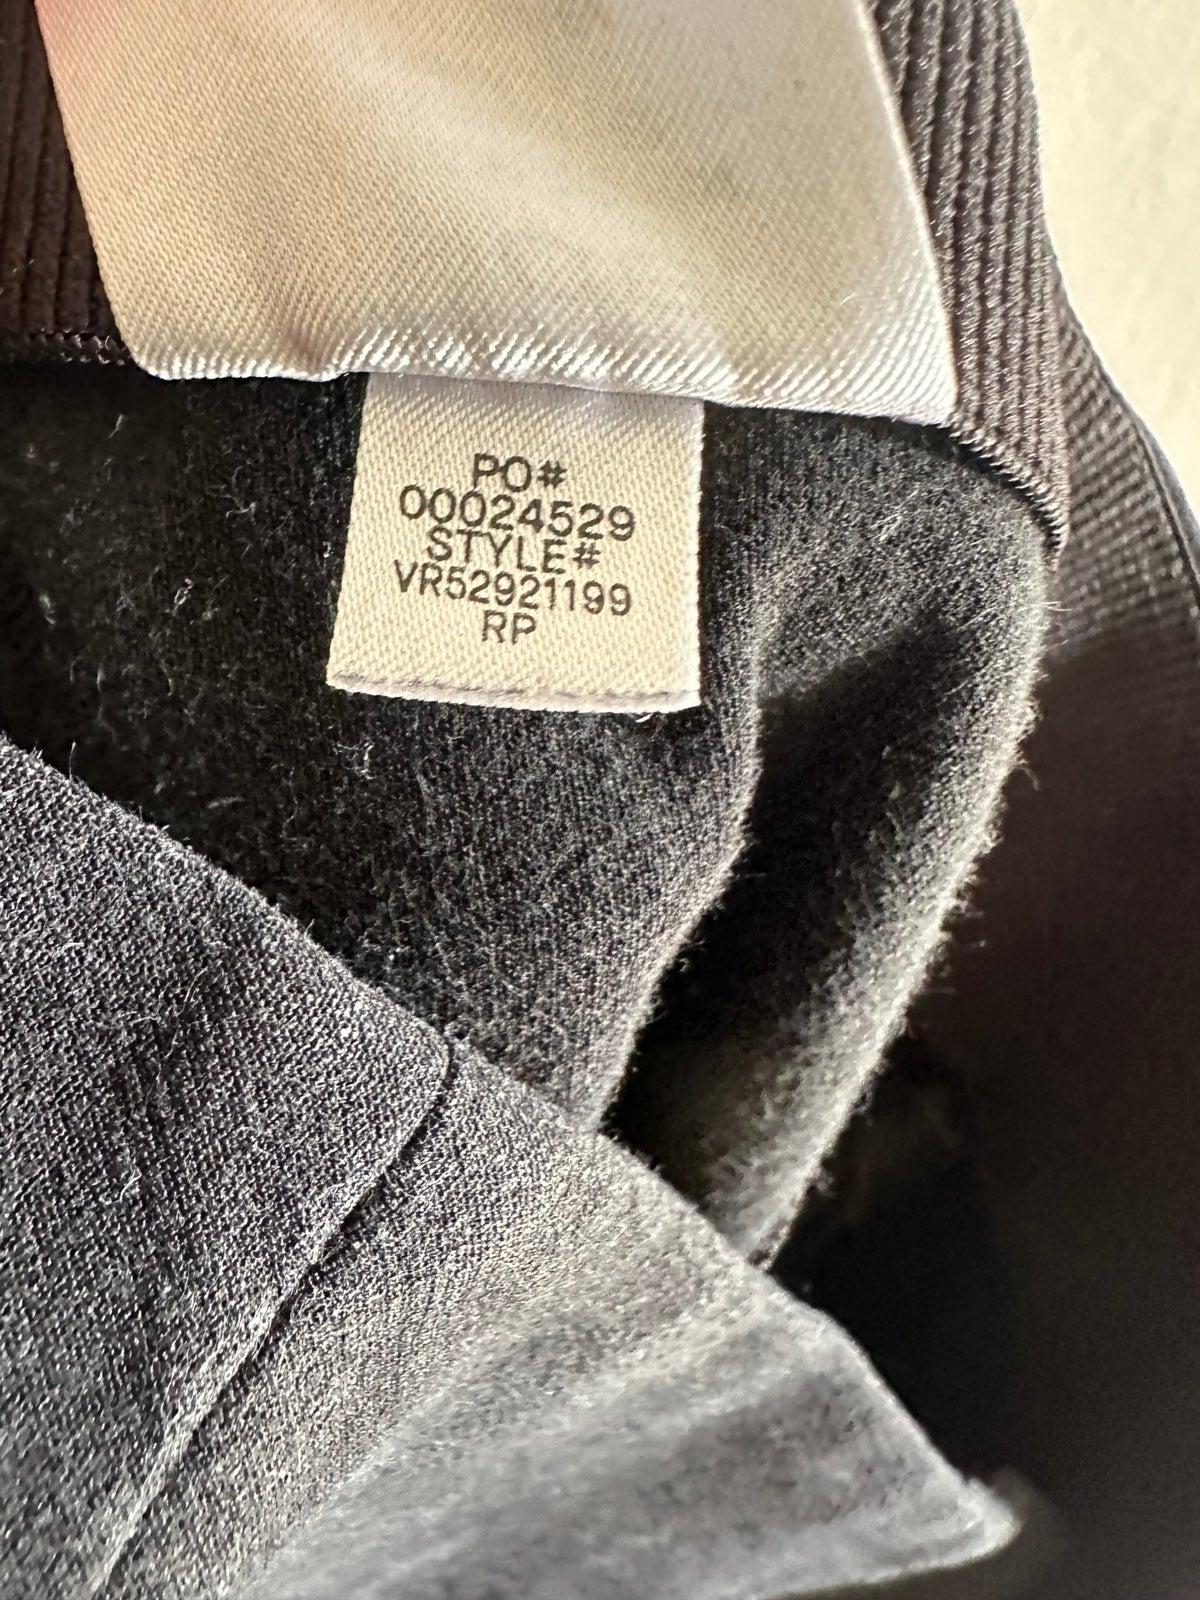 PO#
00024529
STYLE#
VR52921199
RP